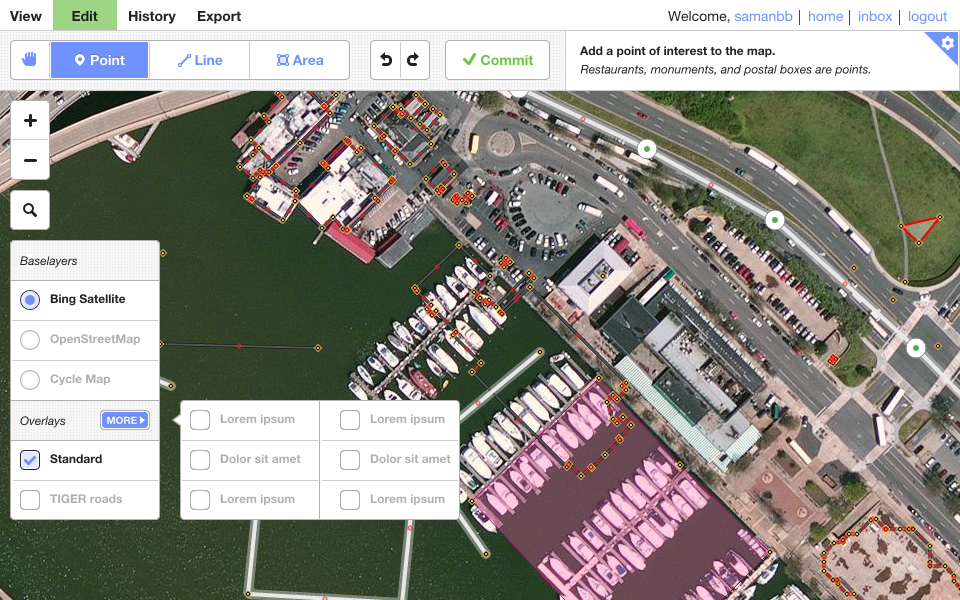 View Edit History Export
Welcome, samanbb | home | inbox | logout
Point Line Area Commit
Add a point of interest to the map.
Restaurants, monuments, and postal boxes are points.
Baselayers
Bing Satellite
OpenStreetMap
Cycle Map
Overlays MORE
Standard
TIGER roads
Lorem ipsum Lorem ipsum
Dolor sit amet Dolor sit amet
Lorem ipsum Lorem ipsum